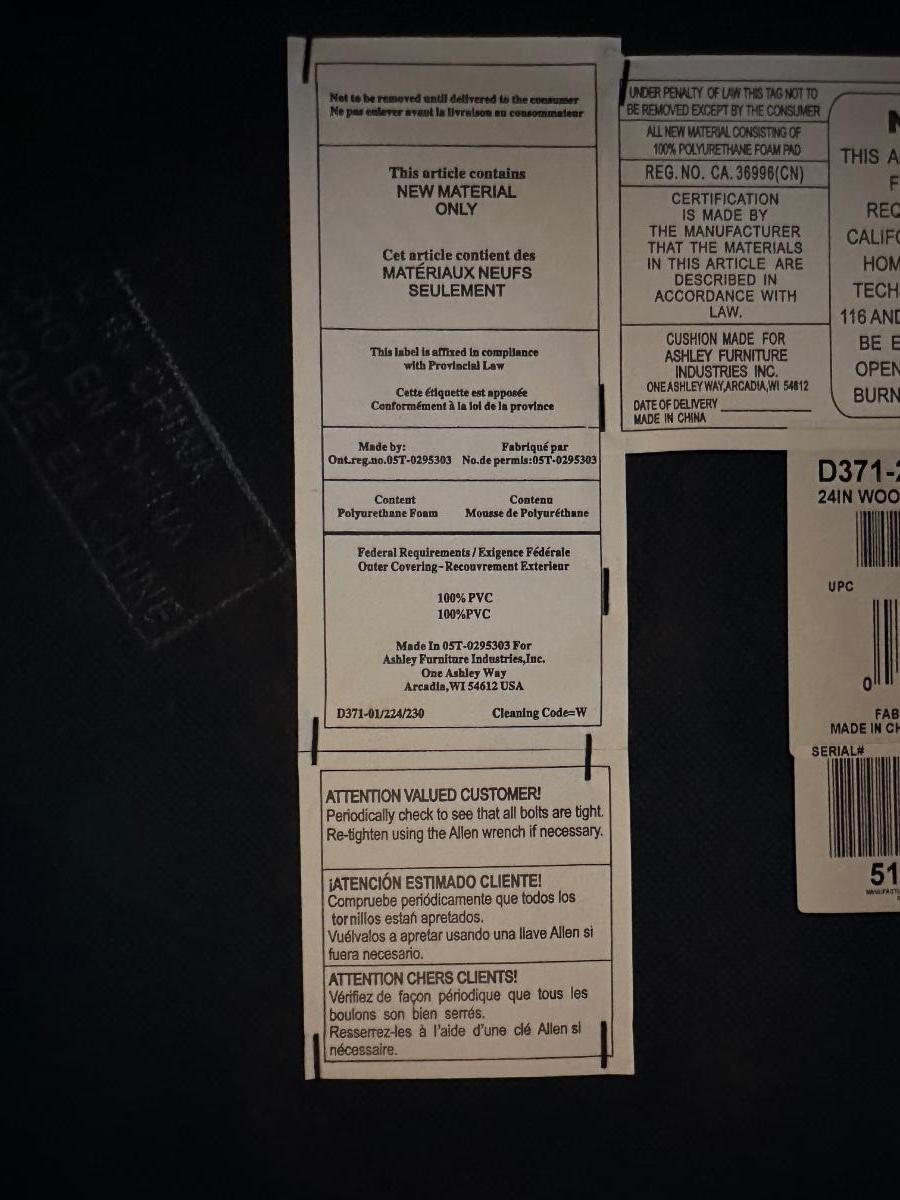 Not to be removed until delivered to the consumer
Ne pas enlever avant la livraison au consommateur
This article contains
NEW MATERIAL
ONLY
Cet article contient des
MATÉRIAUX NEUFS
SEULEMENT
This label is affixed in compliance
with Provincial Law
Cette étiquette est apposée
Conformément à la loi de la province
Made by: Fabriqué par
Ont.reg.no.05T-0295303 No.de permis:05T-0295303
Content Contenu
Polyurethane Foam Mousse de Polyuréthane
Federal Requirements / Exigence Fédérale
Outer Covering-Recouvrement Exterieur
100% PVC
100%PVC
Made In 05T-0295303 For
Ashley Furniture Industries,Inc.
One Ashley Way
Arcadia,WI 54612 USA
D371-01/224/230 Cleaning Code=W
ATTENTION VALUED CUSTOMER!
Periodically check to see that all bolts are tight.
Re-tighten using the Allen wrench if necessary.
¡ATENCIÓN ESTIMADO CLIENTE!
Compruebe periódicamente que todos los
tornillos estań apretados.
Vuélvalos a apretar usando una llave Allen si
fuera necesario.
ATTENTION CHERS CLIENTS!
Vérifiez de façon périodique que tous les
boulons son bien serrés.
Resserrez-les à l'aide d'une clé Allen si
nécessaire.
UNDER PENALTY OF LAW THIS TAG NOT TO
BE REMOVED EXCEPT BY THE CONSUMER
ALL NEW MATERIAL CONSISTING OF
100% POLYURETHANE FOAM PAD
REG. NO. CA. 36996(CN)
CERTIFICATION
IS MADE BY
THE MANUFACTURER
THAT THE MATERIALS
IN THIS ARTICLE ARE
DESCRIBED IN
ACCORDANCE WITH
LAW.
CUSHION MADE FOR
ASHLEY FURNITURE
INDUSTRIES INC.
ONE ASHLEY WAY,ARCADIA,WI 54612
DATE OF DELIVERY
MADE IN CHINA
THIS A
F
REQ
CALIFO
HOM
TECH
116 AND
BE E
OPEN
BURN
D371-2
24IN WOO
UPC
0
FAB
MADE IN CH
SERIAL#
51